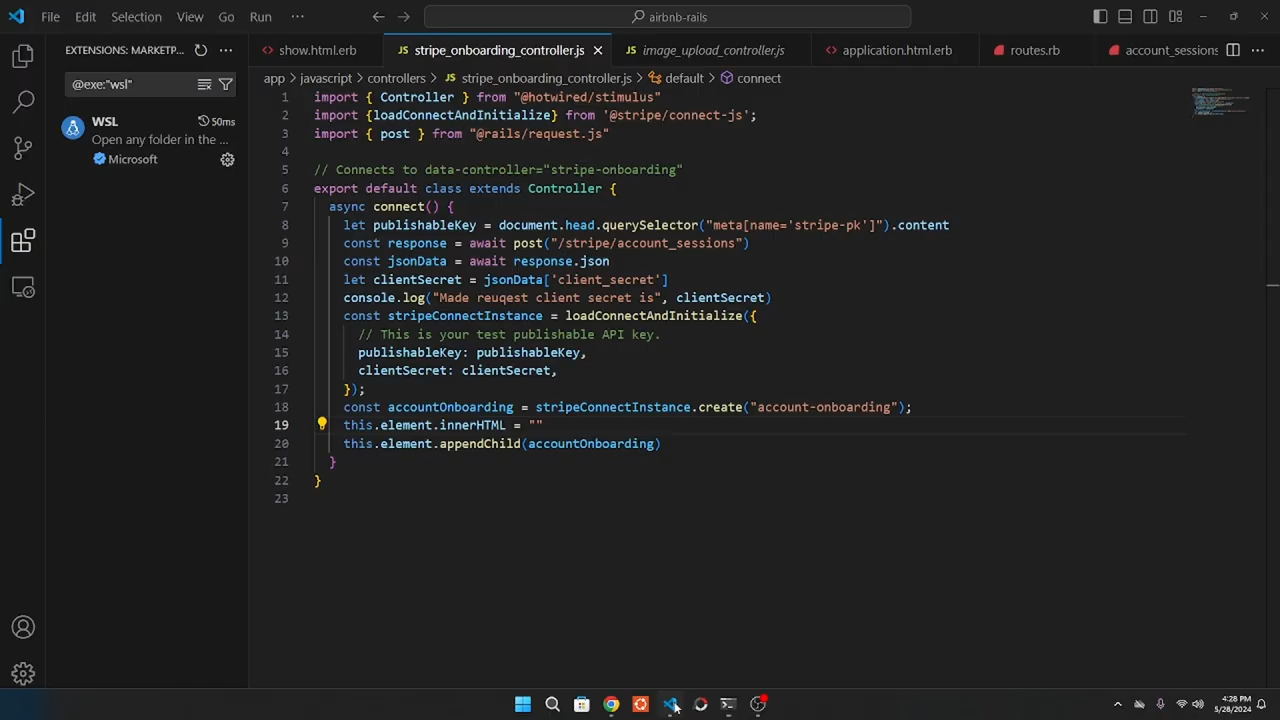 File Edit Selection View Go Run ··· airbnb-rails
EXTENSIONS: MARKETP... ···
show.html.erb stripe_onboarding_controller.js image_upload_controller.js application.html.erb routes.rb account_sessions ···
@exe:"wsl"
app > javascript > controllers > JS stripe_onboarding_controller.js > default > connect
WSL 50ms
Open any folder in the ...
Microsoft
1 import { Controller } from "@hotwired/stimulus"
2 import {loadConnectAndInitialize} from '@stripe/connect-js';
3 import { post } from "@rails/request.js"
4
5 // Connects to data-controller="stripe-onboarding"
6 export default class extends Controller {
7 async connect() {
8 let publishableKey = document.head.querySelector("meta[name='stripe-pk']").content
9 const response = await post("/stripe/account_sessions")
10 const jsonData = await response.json
11 let clientSecret = jsonData['client_secret']
12 console.log("Made reuqest client secret is", clientSecret)
13 const stripeConnectInstance = loadConnectAndInitialize({
14 // This is your test publishable API key.
15 publishableKey: publishableKey,
16 clientSecret: clientSecret,
17 });
18 const accountOnboarding = stripeConnectInstance.create("account-onboarding");
19 this.element.innerHTML = ""
20 this.element.appendChild(accountOnboarding)
21 }
22 }
23
4:28 PM
5/28/2024